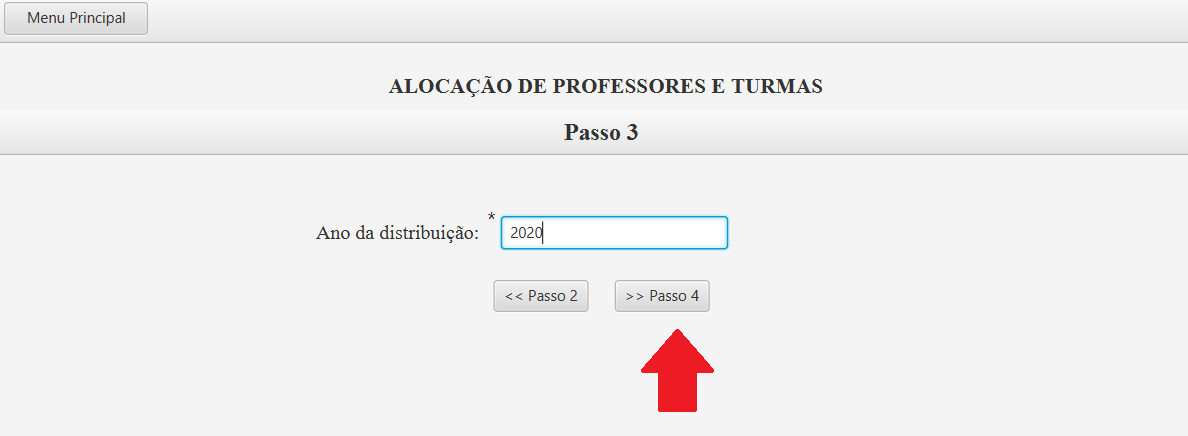 Menu Principal
ALOCAÇÃO DE PROFESSORES E TURMAS
Passo 3
Ano da distribuição: * 2020
<< Passo 2 >> Passo 4